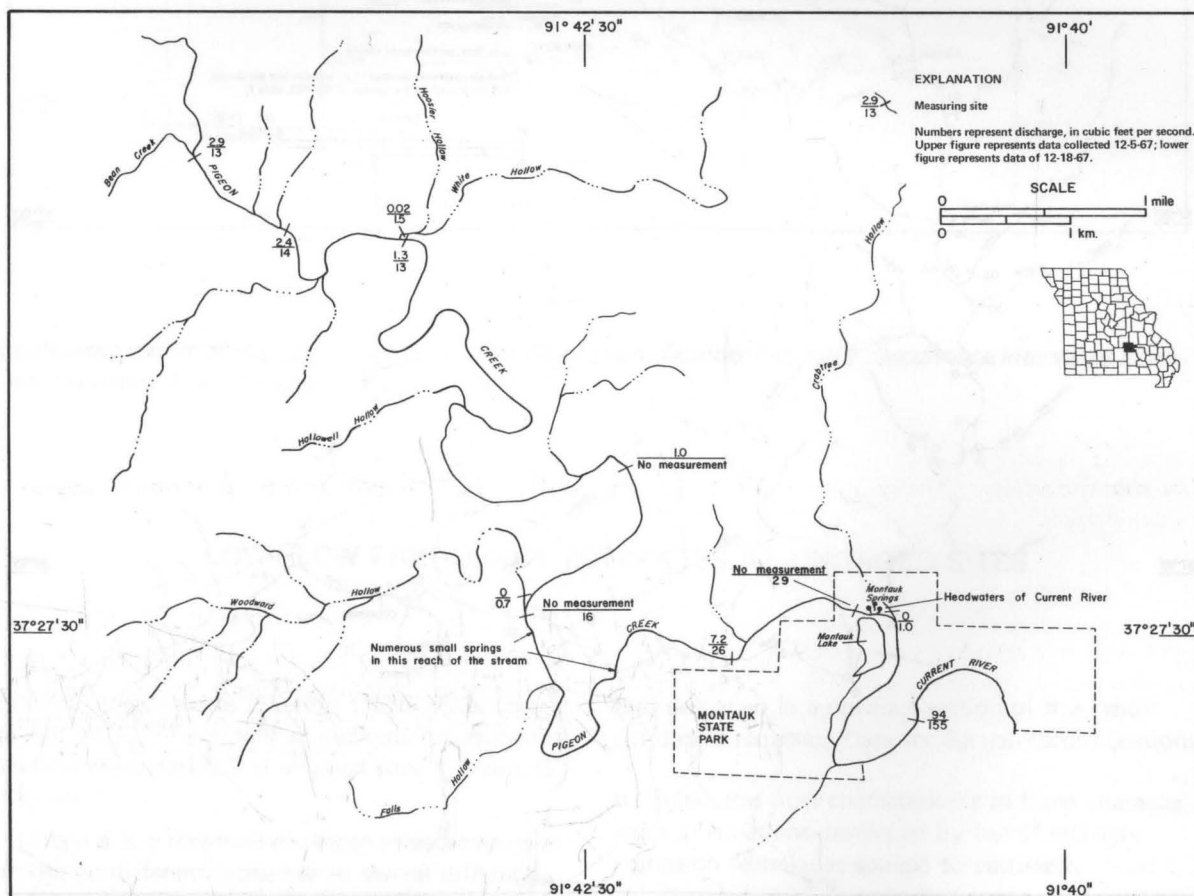 91° 42' 30"
91° 40'
EXPLANATION
2.9
13
Measuring site
Numbers represent discharge, in cubic feet per second.
Upper figure represents data collected 12-5-67; lower
figure represents data of 12-18-67.
SCALE
0 1 mile
0 1 km.
Bean Creek
2.9
13
PIGEON
Hoosier Hollow
White Hollow
0.02
1.5
2.4
14
1.3
13
CREEK
Hollow
Crabtree
Hollowell Hollow
1.0
No measurement
Woodward Hollow
0
0.7
No measurement
16
No measurement
29
Montauk
Springs
Headwaters of Current River
0
1.0
37° 27' 30"
37° 27' 30"
Numerous small springs
in this reach of the stream
CREEK
7.2
26
Montauk
Lake
CURRENT RIVER
94
125
MONTAUK
STATE
PARK
PIGEON
Falls Hollow
91° 42' 30"
91° 40'